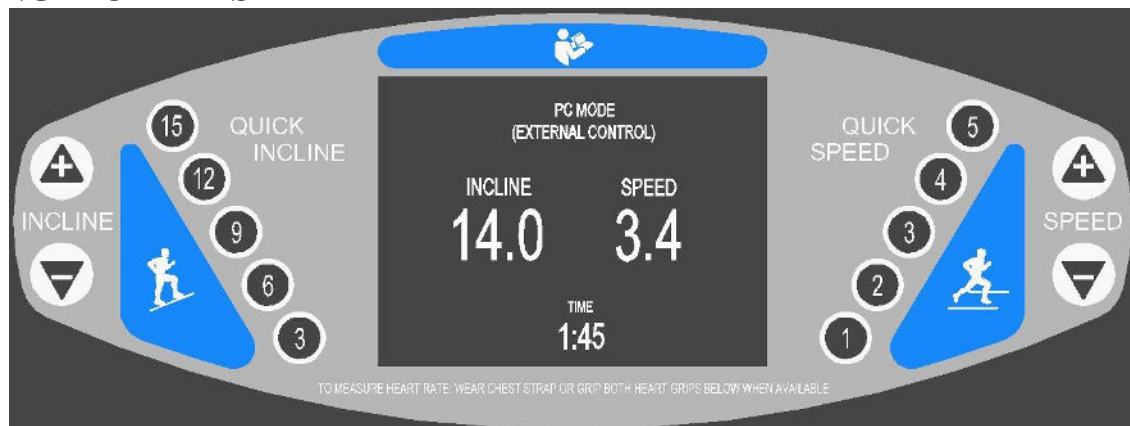 PC MODE
(EXTERNAL CONTROL)
INCLINE
14.0
SPEED
3.4
TIME
1:45
+
INCLINE
−
15
12
9
6
3
QUICK
INCLINE
QUICK
SPEED
5
4
3
2
1
+
SPEED
−
TO MEASURE HEART RATE: WEAR CHEST STRAP OR GRIP BOTH HEART GRIPS BELOW WHEN AVAILABLE